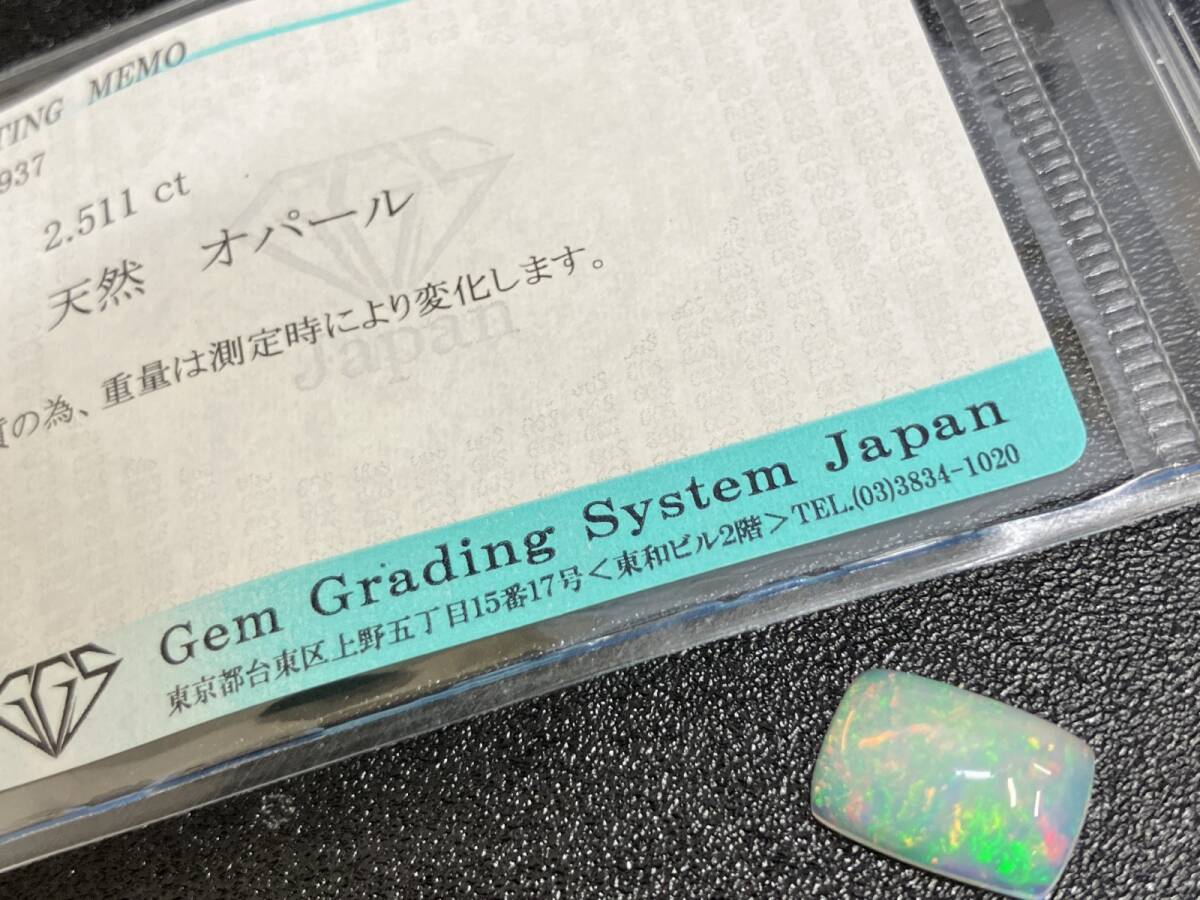 TING MEMO
937
2.511 ct
天然 オパール
質の為、重量は測定時により変化します。
Japan
Gem Grading System Japan
東京都台東区上野五丁目15番17号<東和ビル2階>TEL.(03)3834-1020
GGS